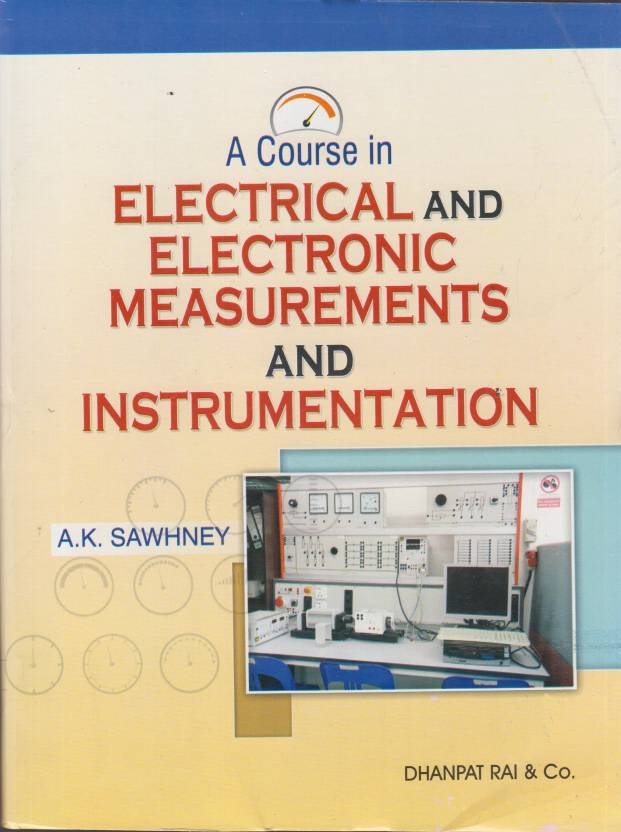 A Course in
ELECTRICAL AND
ELECTRONIC
MEASUREMENTS
AND
INSTRUMENTATION
A.K. SAWHNEY
DHANPAT RAI & Co.